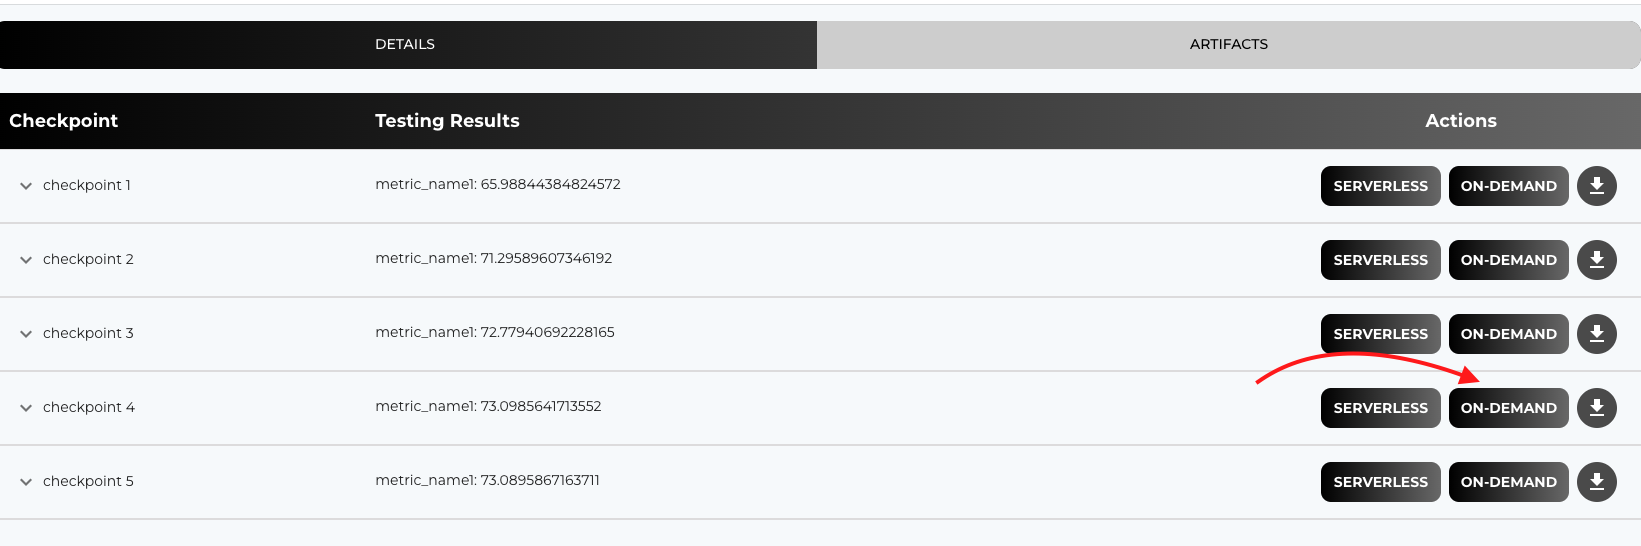 DETAILS ARTIFACTS
Checkpoint Testing Results Actions
checkpoint 1 metric_name1: 65.98844384824572 SERVERLESS ON-DEMAND
checkpoint 2 metric_name1: 71.29589607346192 SERVERLESS ON-DEMAND
checkpoint 3 metric_name1: 72.77940692228165 SERVERLESS ON-DEMAND
checkpoint 4 metric_name1: 73.0985641713552 SERVERLESS ON-DEMAND
checkpoint 5 metric_name1: 73.0895867163711 SERVERLESS ON-DEMAND